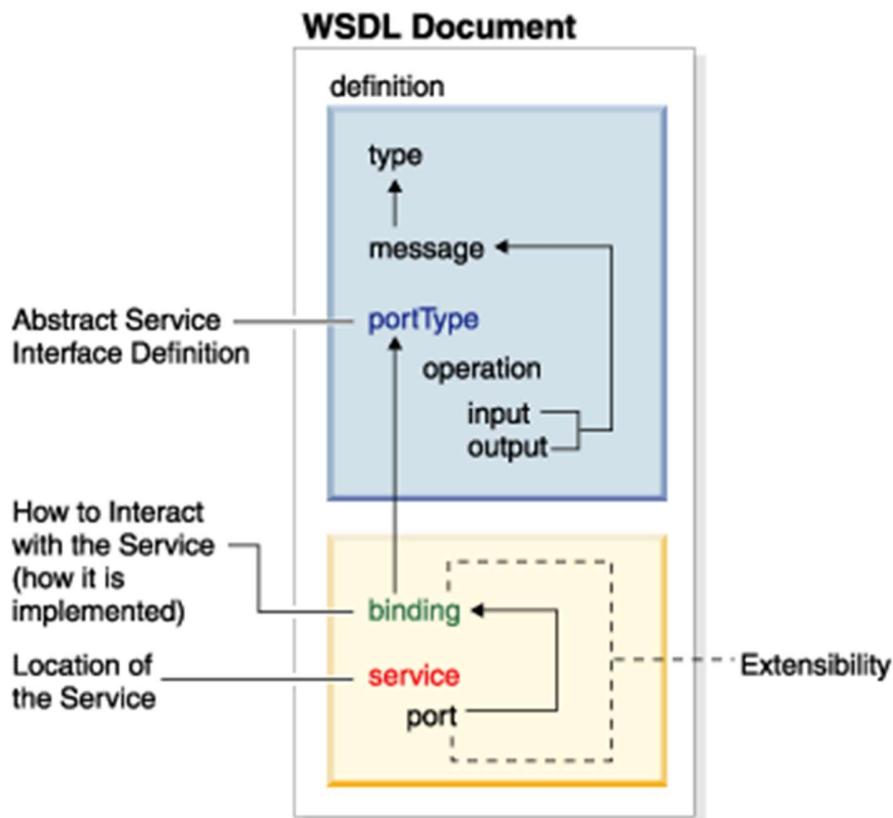 WSDL Document
definition
type
message
Abstract Service
Interface Definition
portType
operation
input
output
How to Interact
with the Service
(how it is
implemented)
binding
Location of
the Service
service
port
Extensibility